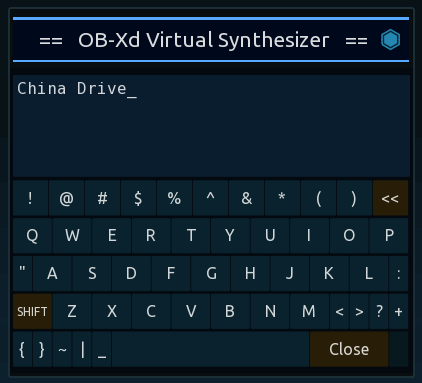 == OB-Xd Virtual Synthesizer ==
China Drive_
! @ # $ % ^ & * ( ) <<
Q W E R T Y U I O P
" A S D F G H J K L :
SHIFT Z X C V B N M < > ? +
{ } ~ | _ Close